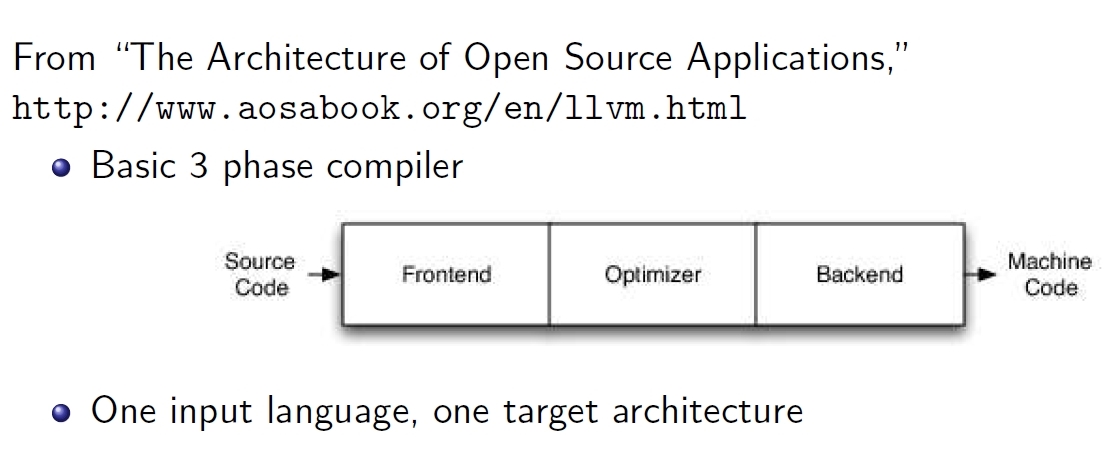 From “The Architecture of Open Source Applications,”
http://www.aosabook.org/en/llvm.html
Basic 3 phase compiler
Source
Code
Frontend
Optimizer
Backend
Machine
Code
One input language, one target architecture